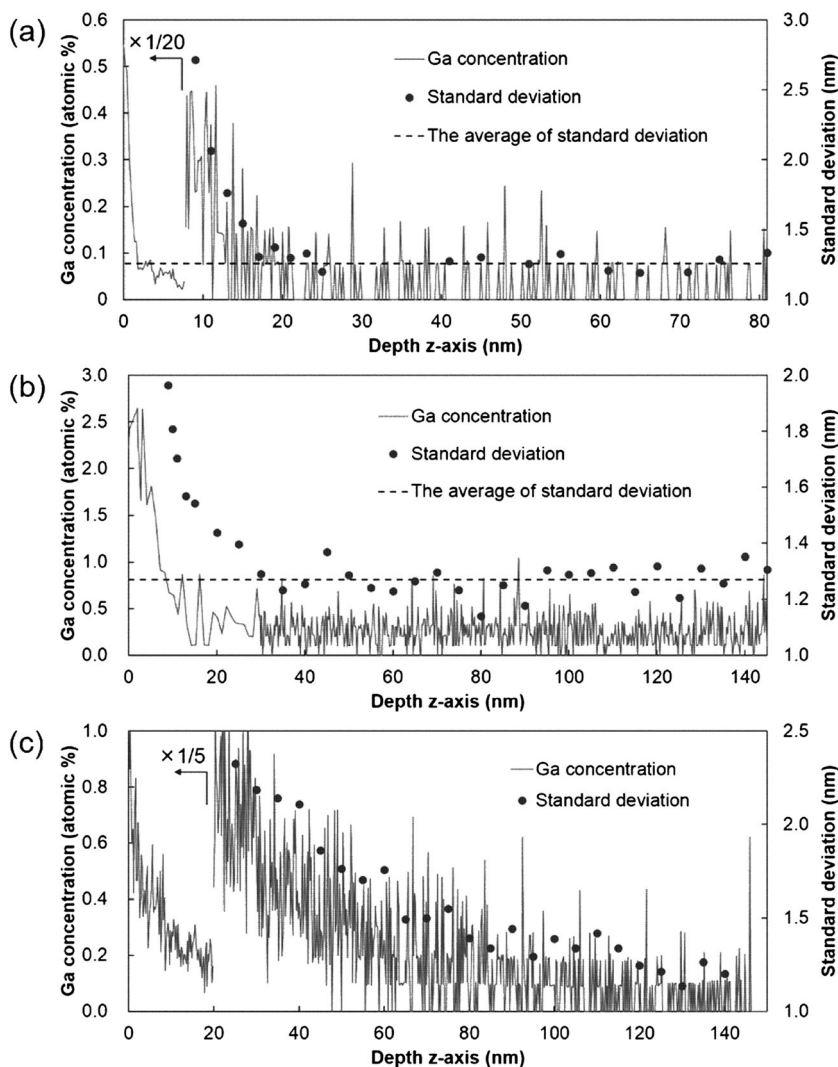 (a)
0.6
0.5
0.4
0.3
0.2
0.1
0
× 1/20
Ga concentration
Standard deviation
The average of standard deviation
3.0
2.5
2.0
1.5
1.0
0 10 20 30 40 50 60 70 80
Ga concentration (atomic %)
Standard deviation (nm)
Depth z-axis (nm)
(b)
3.0
2.5
2.0
1.5
1.0
0.5
0.0
Ga concentration
Standard deviation
The average of standard deviation
2.0
1.8
1.6
1.4
1.2
1.0
0 20 40 60 80 100 120 140
Ga concentration (atomic %)
Standard deviation (nm)
Depth z-axis (nm)
(c)
1.0
0.8
0.6
0.4
0.2
0.0
× 1/5
Ga concentration
Standard deviation
2.5
2.0
1.5
1.0
0 20 40 60 80 100 120 140
Ga concentration (atomic %)
Standard deviation (nm)
Depth z-axis (nm)